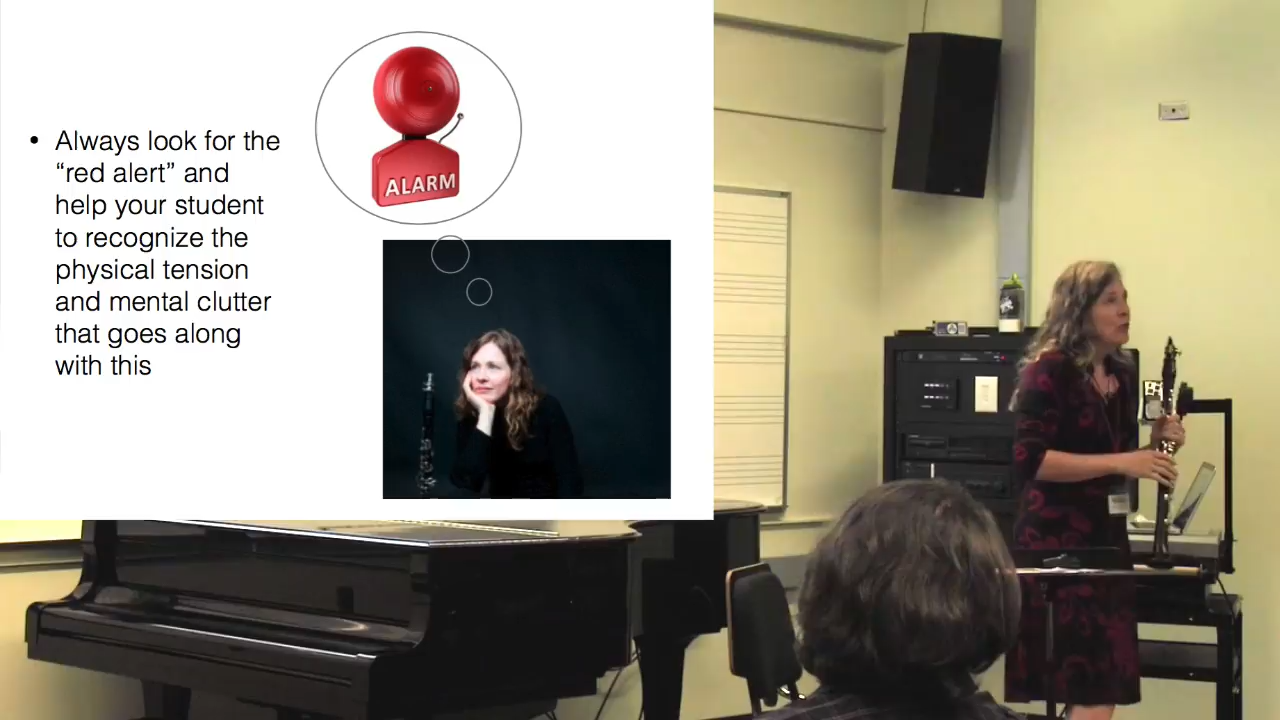 • Always look for the
“red alert” and
help your student
to recognize the
physical tension
and mental clutter
that goes along
with this
ALARM